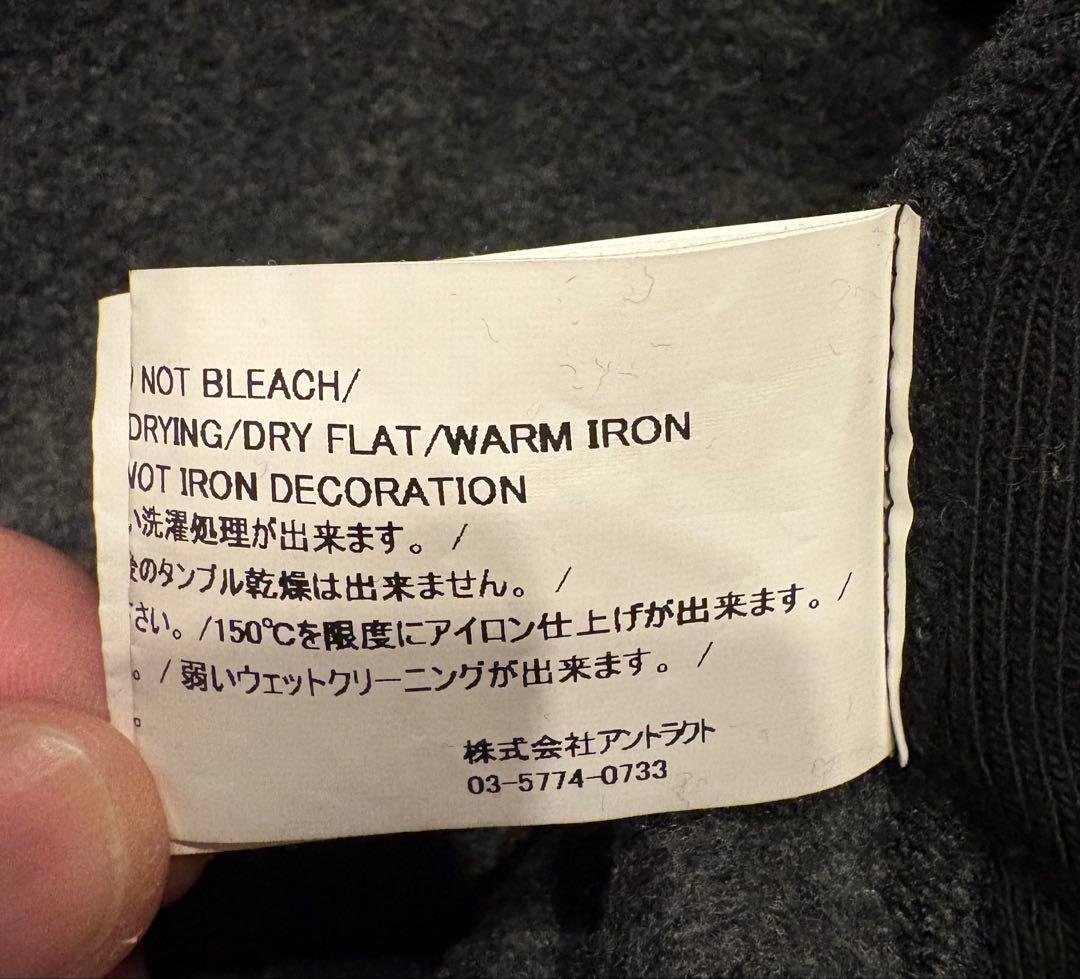 NOT BLEACH/
DRYING/DRY FLAT/WARM IRON
NOT IRON DECORATION
い洗濯処理が出来ます。 /
後のタンブル乾燥は出来ません。 /
さい。/150℃を限度にアイロン仕上げが出来ます。/
。/ 弱いウェットクリーニングが出来ます。 /
。
株式会社アントラクト
03-5774-0733